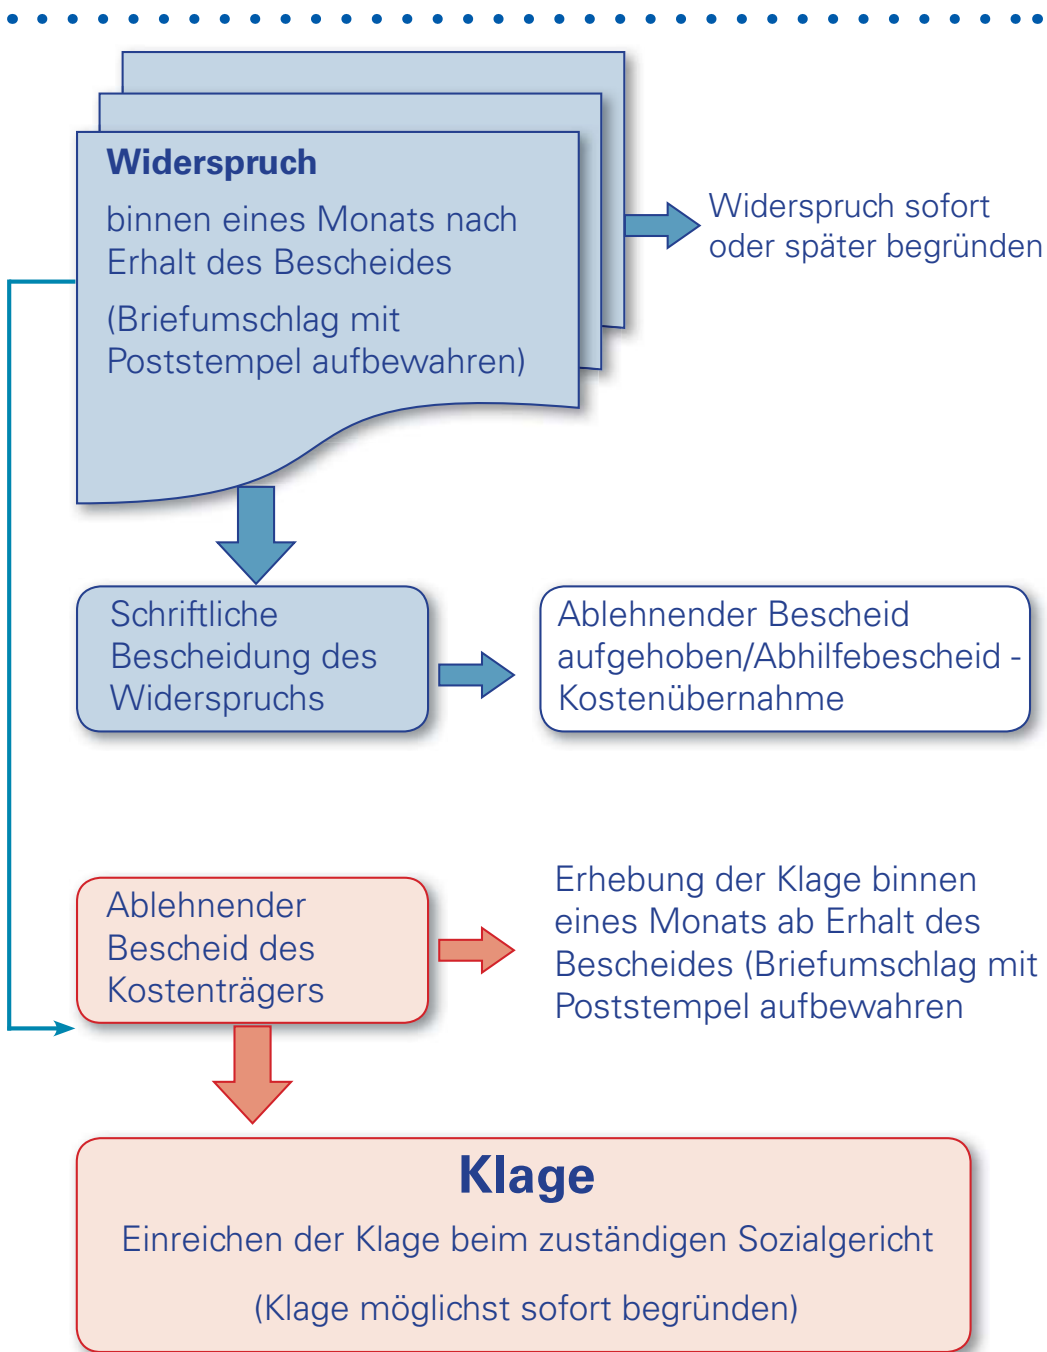 Widerspruch
binnen eines Monats nach
Erhalt des Bescheides
(Briefumschlag mit
Poststempel aufbewahren)
Widerspruch sofort
oder später begründen
Schriftliche
Bescheidung des
Widerspruchs
Ablehnender Bescheid
aufgehoben/Abhilfebescheid -
Kostenübernahme
Ablehnender
Bescheid des
Kostenträgers
Erhebung der Klage binnen
eines Monats ab Erhalt des
Bescheides (Briefumschlag mit
Poststempel aufbewahren
Klage
Einreichen der Klage beim zuständigen Sozialgericht
(Klage möglichst sofort begründen)